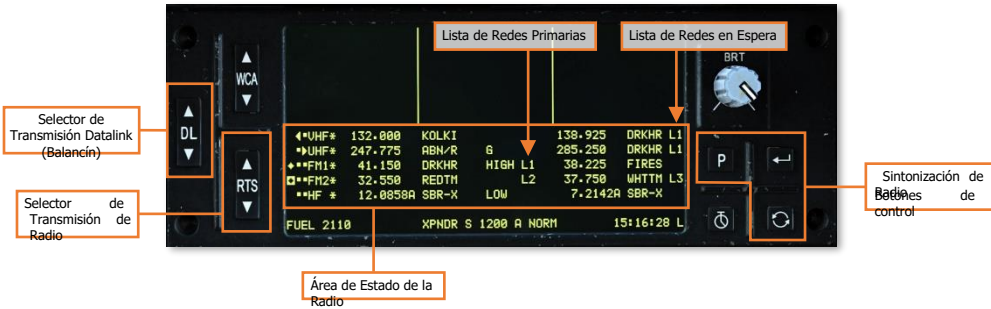 Lista de Redes Primarias
Lista de Redes en Espera
BRT
WCA
Selector de
Transmisión Datalink
(Balancín)
DL
◀▪VHF* 132.000 KOLKI 138.925 DRKHR L1
▪▶UHF* 247.775 ABN/R G 285.250 DRKHR L1
▪▪FM1* 41.150 DRKHR HIGH L1 38.225 FIRES
▪▪FM2* 32.550 REDTM L2 37.750 WHTTM L3
▪▪HF * 12.0858A SBR-X LOW 7.2142A SBR-X
P
RTS
Selector de
Transmisión de
Radio
Sintonización de
Radio
Botones de
control
FUEL 2110 XPNDR S 1200 A NORM 15:16:28 L
Área de Estado de la
Radio